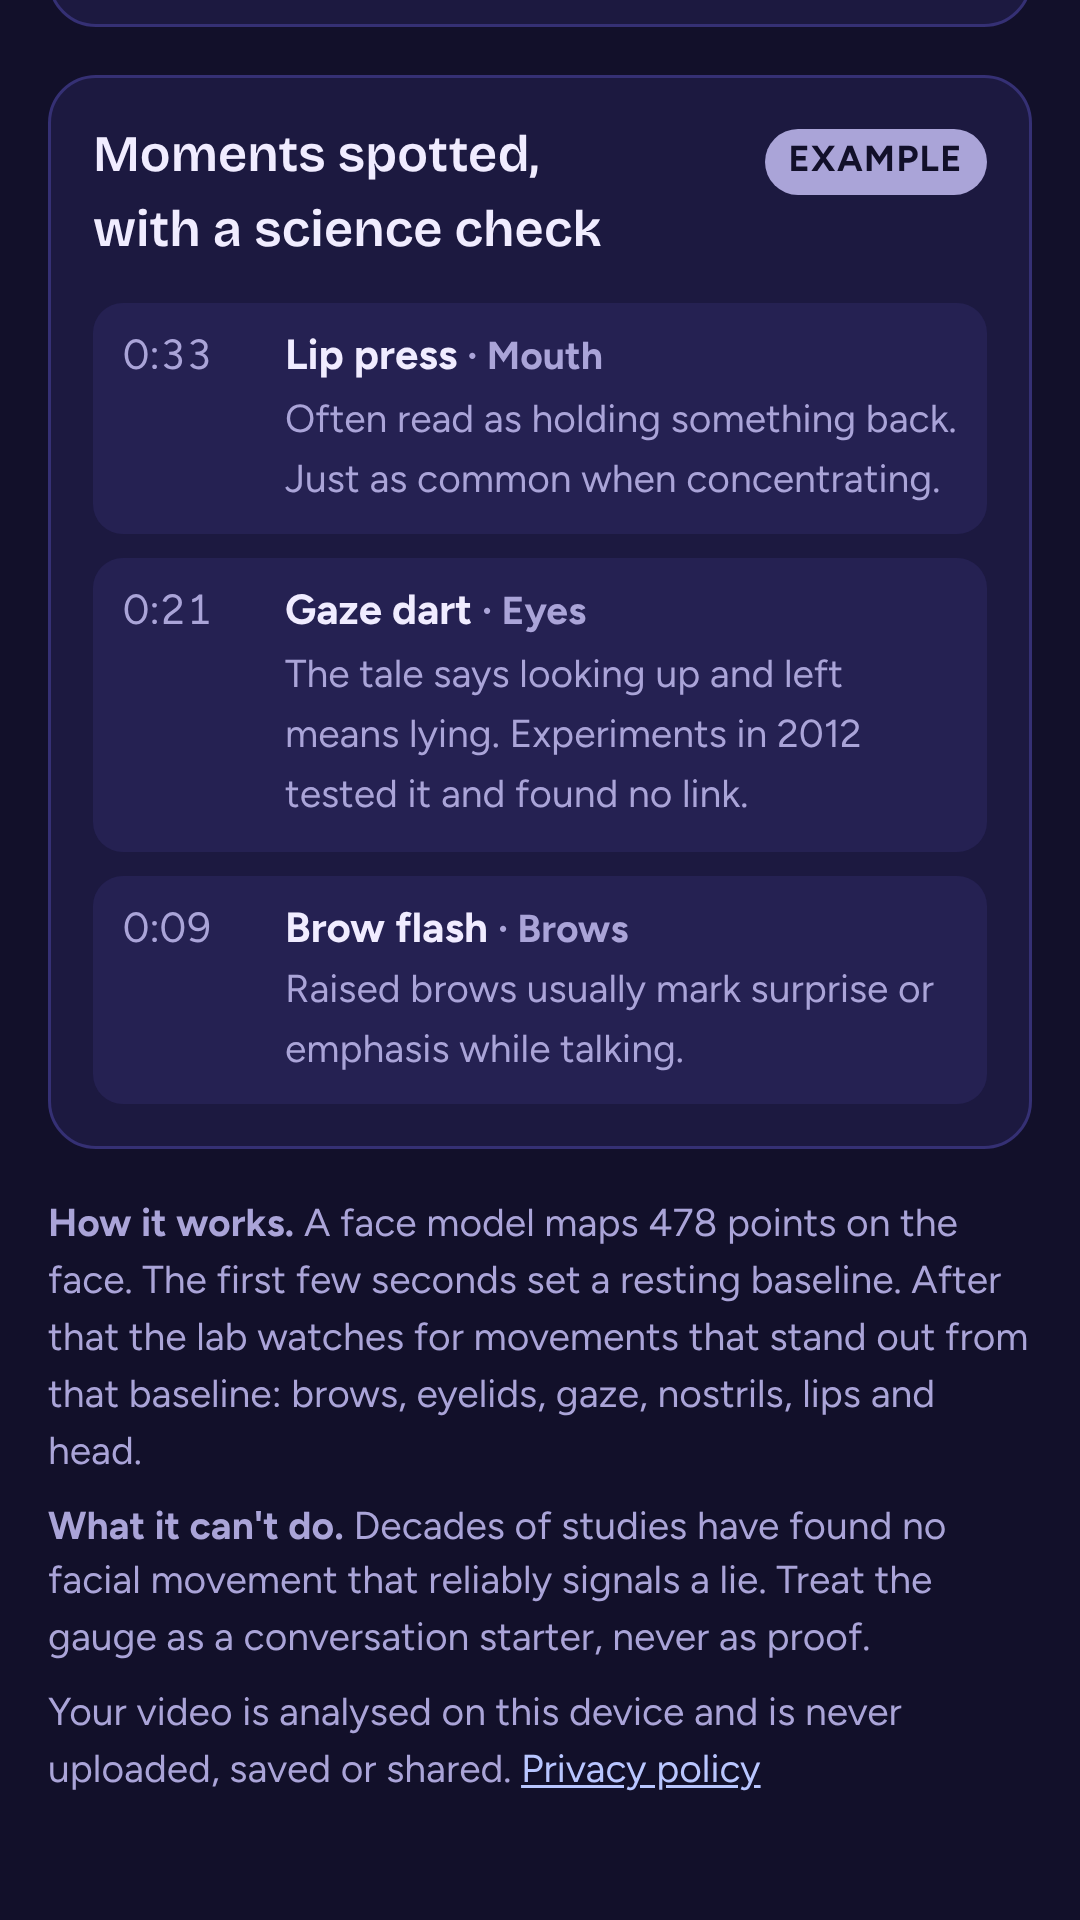 Moments spotted,
with a science check
EXAMPLE
0:33
Lip press · Mouth
Often read as holding something back.
Just as common when concentrating.
0:21
Gaze dart · Eyes
The tale says looking up and left
means lying. Experiments in 2012
tested it and found no link.
0:09
Brow flash · Brows
Raised brows usually mark surprise or
emphasis while talking.
How it works. A face model maps 478 points on the
face. The first few seconds set a resting baseline. After
that the lab watches for movements that stand out from
that baseline: brows, eyelids, gaze, nostrils, lips and
head.
What it can't do. Decades of studies have found no
facial movement that reliably signals a lie. Treat the
gauge as a conversation starter, never as proof.
Your video is analysed on this device and is never
uploaded, saved or shared. Privacy policy